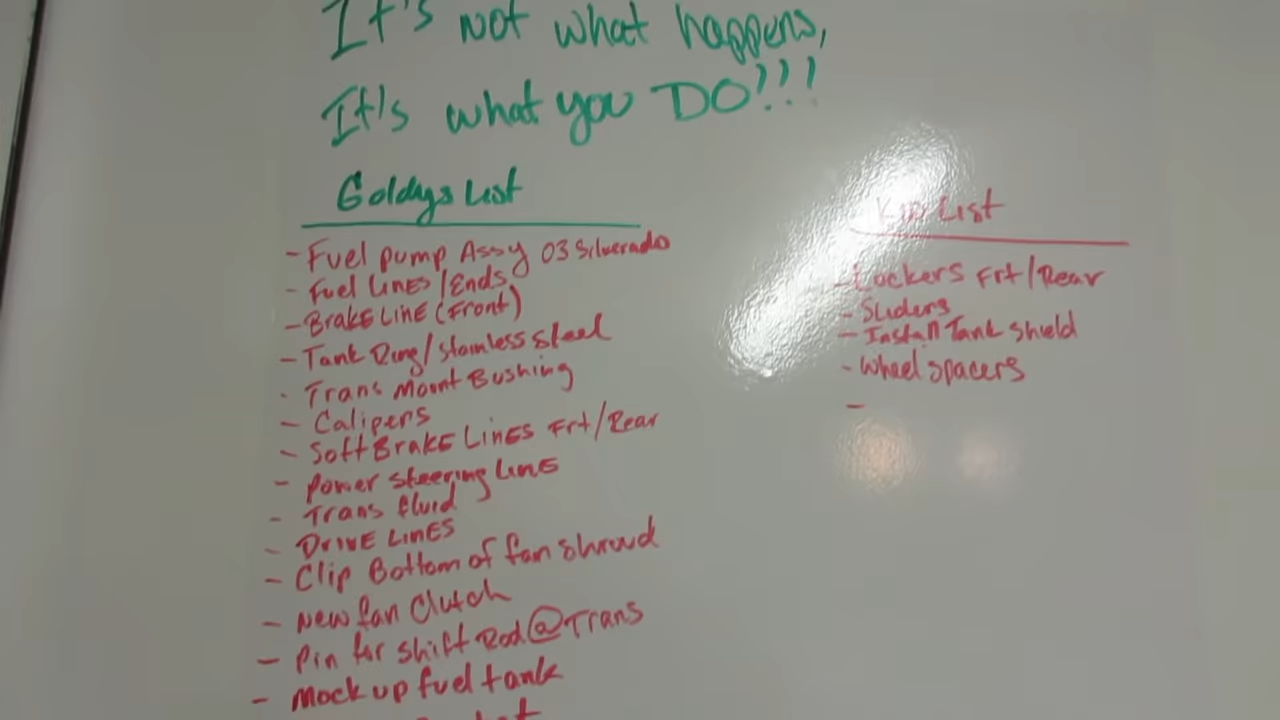 It's Not what happens,
It's what you DO!!!
Goldys List
- Fuel pump Assy 03 Silverado
- Fuel LINES/Ends
- BRAKE LINE (Front)
- Tank Ring/Stainless Steel
- Trans Mount Bushing
- Calipers
- Soft BRAKE LINES Frt/Rear
- Power Steering LINE
- Trans fluid
- DRIVE LINES
- Clip Bottom of fan shroud
- New fan Clutch
- Pin for shift Rod @ Trans
- Mock up fuel tank
List
- Lockers Frt/Rear
- Sliders
- Install Tank Shield
- Wheel spacers
-